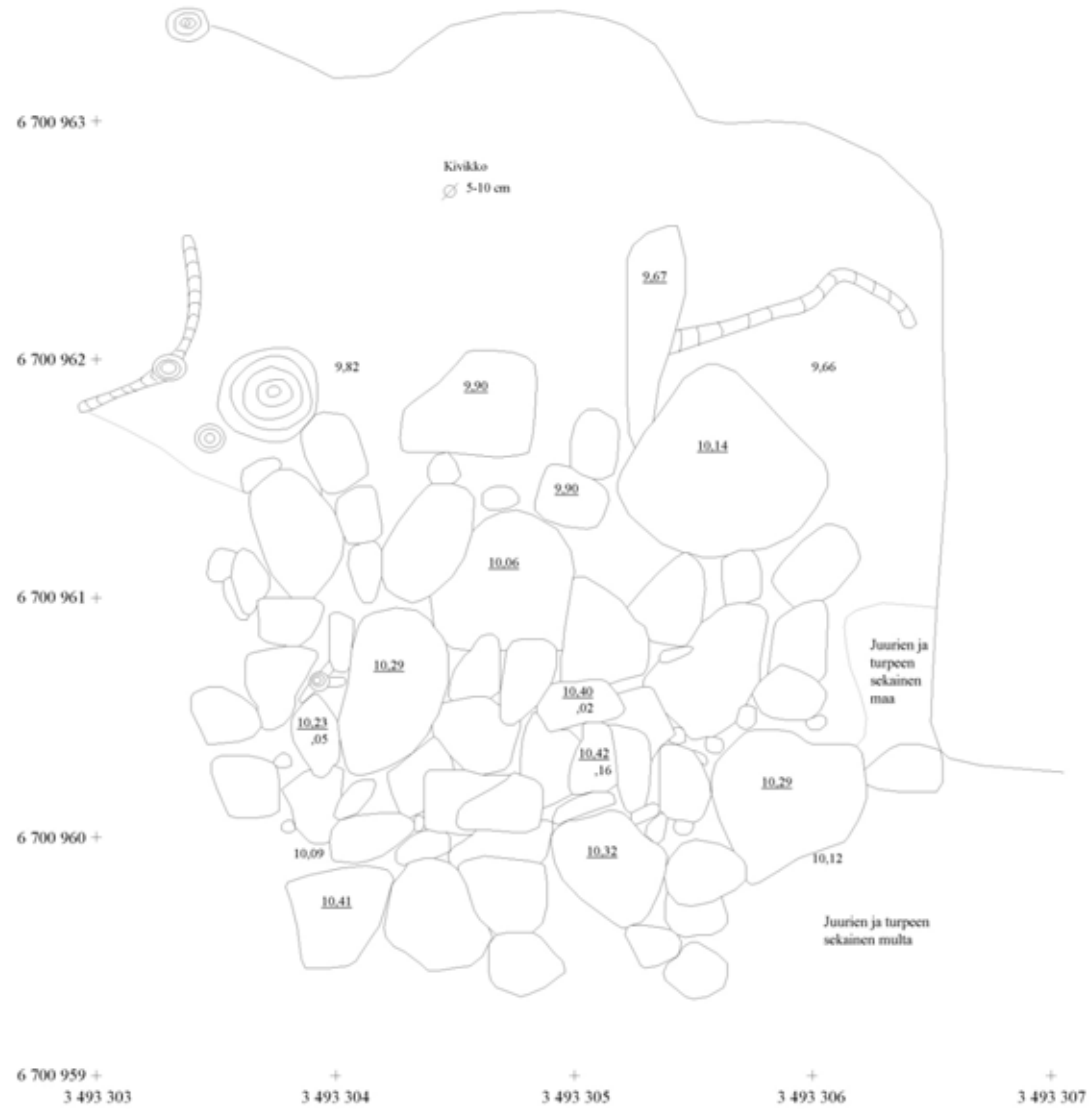 6 700 963
Kivikko
5-10 cm
9,67
6 700 962
9,82
9,66
9,90
10,14
9,90
10,06
6 700 961
Juurien ja
turpeen
sekainen
maa
10,29
10,40
,02
10,23
,05
10,42
,16
10,29
6 700 960
10,09
10,32
10,12
10,41
Juurien ja turpeen
sekainen multa
6 700 959
3 493 303
3 493 304
3 493 305
3 493 306
3 493 307